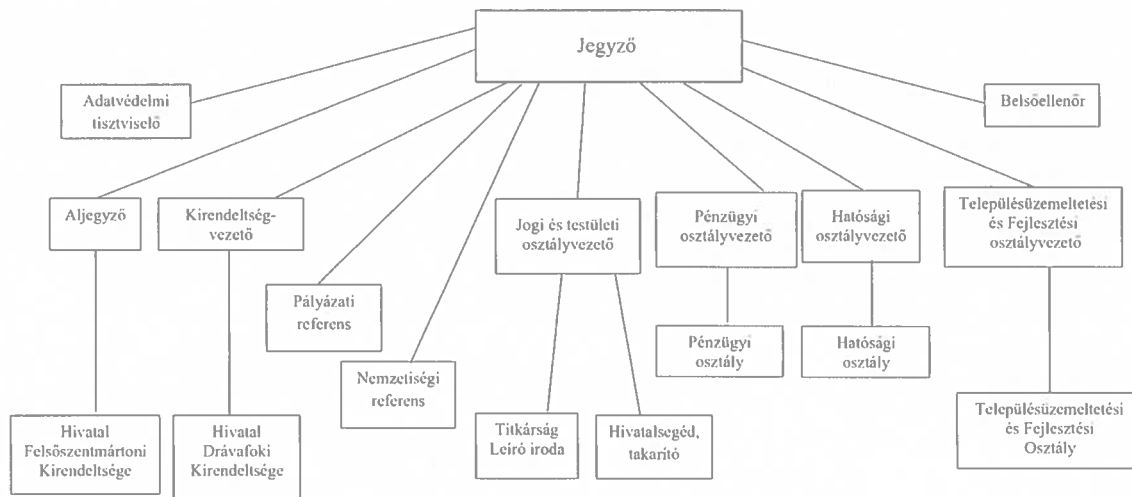 Jegyző
Adatvédelmi
tisztviselő
Belsőellenőr
Aljegyző
Kirendeltség-
vezető
Jogi és testületi
osztályvezető
Pénzügyi
osztályvezető
Hatósági
osztályvezető
Településüzemeltetési
és Fejlesztési
osztályvezető
Pályázati
referens
Nemzetiségi
referens
Pénzügyi
osztály
Hatósági
osztály
Hivatal
Felsőszentmártoni
Kirendeltsége
Hivatal
Drávafoki
Kirendeltsége
Titkárság
Leíró iroda
Hivatalsegéd,
takarító
Településüzemeltetési
és Fejlesztési
Osztály